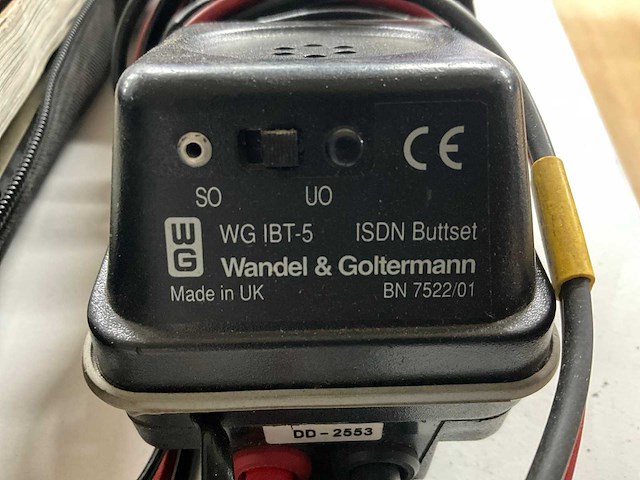 CE
SO UO
WG WG IBT-5 ISDN Buttset
Wandel & Goltermann
Made in UK BN 7522/01
DD-2553